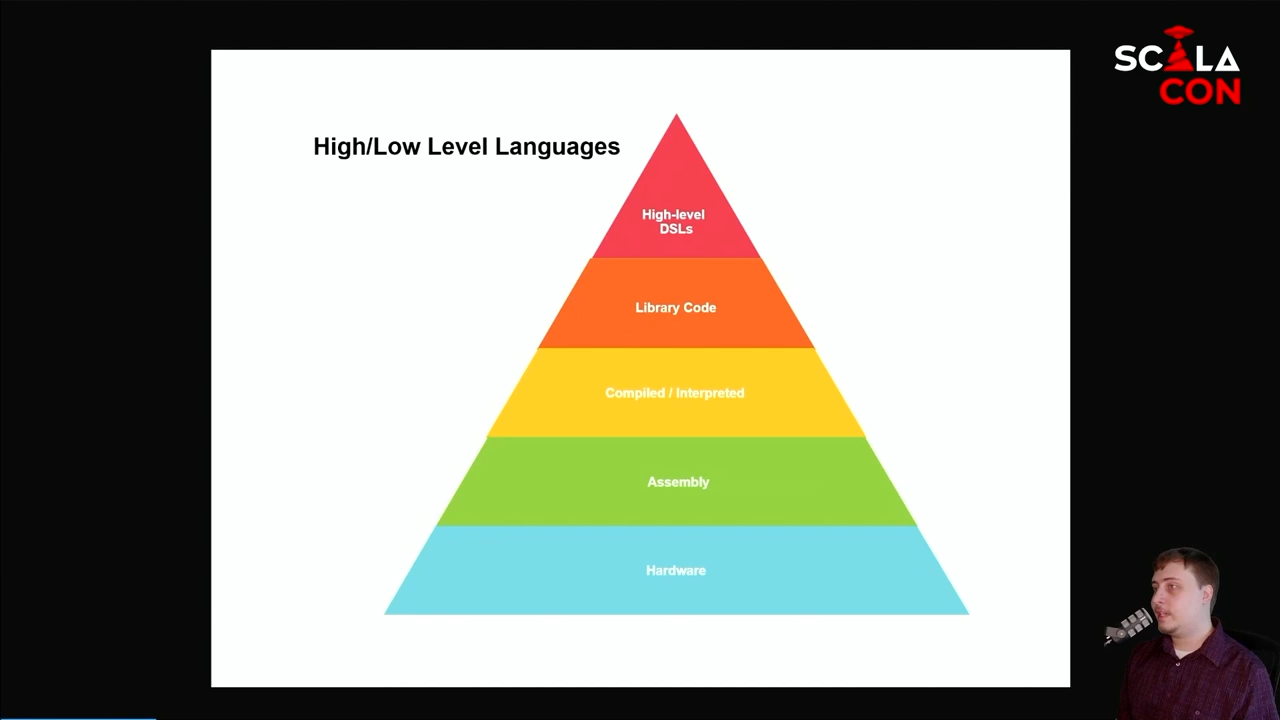 SCALA
CON
High/Low Level Languages
High-level
DSLs
Library Code
Compiled / Interpreted
Assembly
Hardware